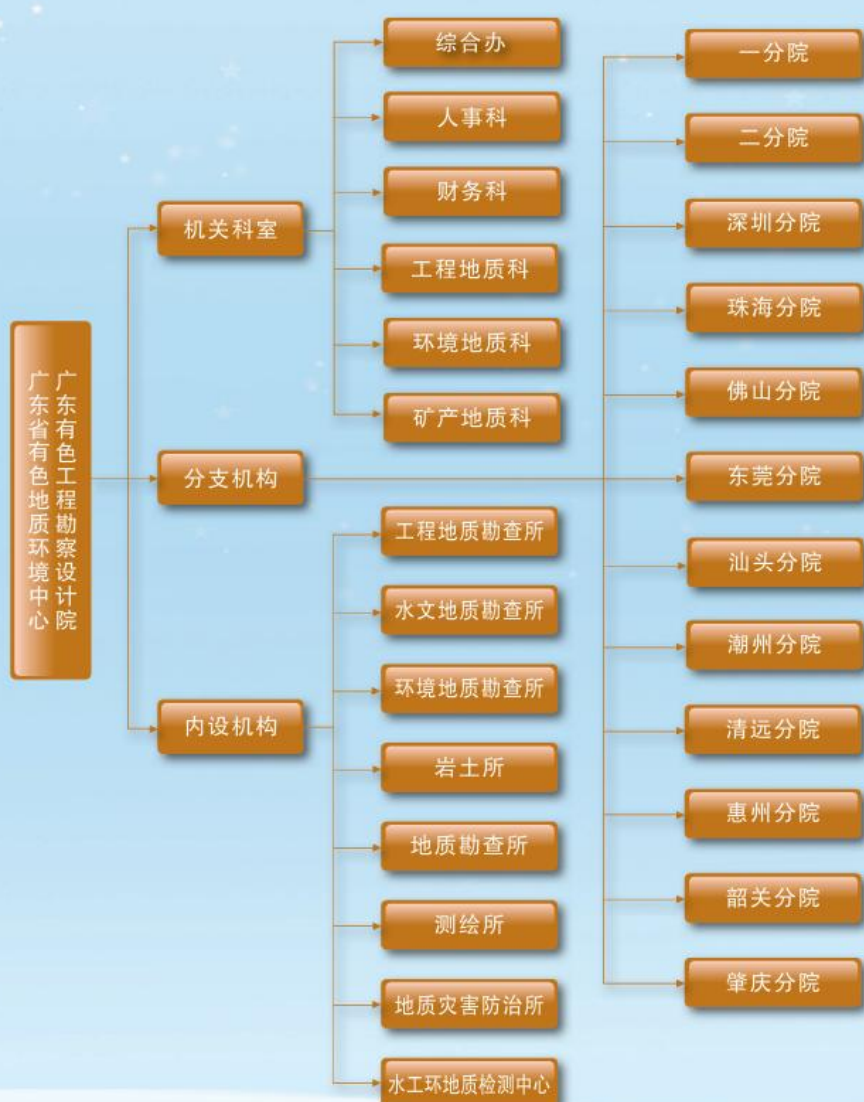 广东省有色地质环境中心
广东有色工程勘察设计院
机关科室
综合办
人事科
财务科
工程地质科
环境地质科
矿产地质科
分支机构
一分院
二分院
深圳分院
珠海分院
佛山分院
东莞分院
汕头分院
潮州分院
清远分院
惠州分院
韶关分院
肇庆分院
内设机构
工程地质勘查所
水文地质勘查所
环境地质勘查所
岩土所
地质勘查所
测绘所
地质灾害防治所
水工环地质检测中心